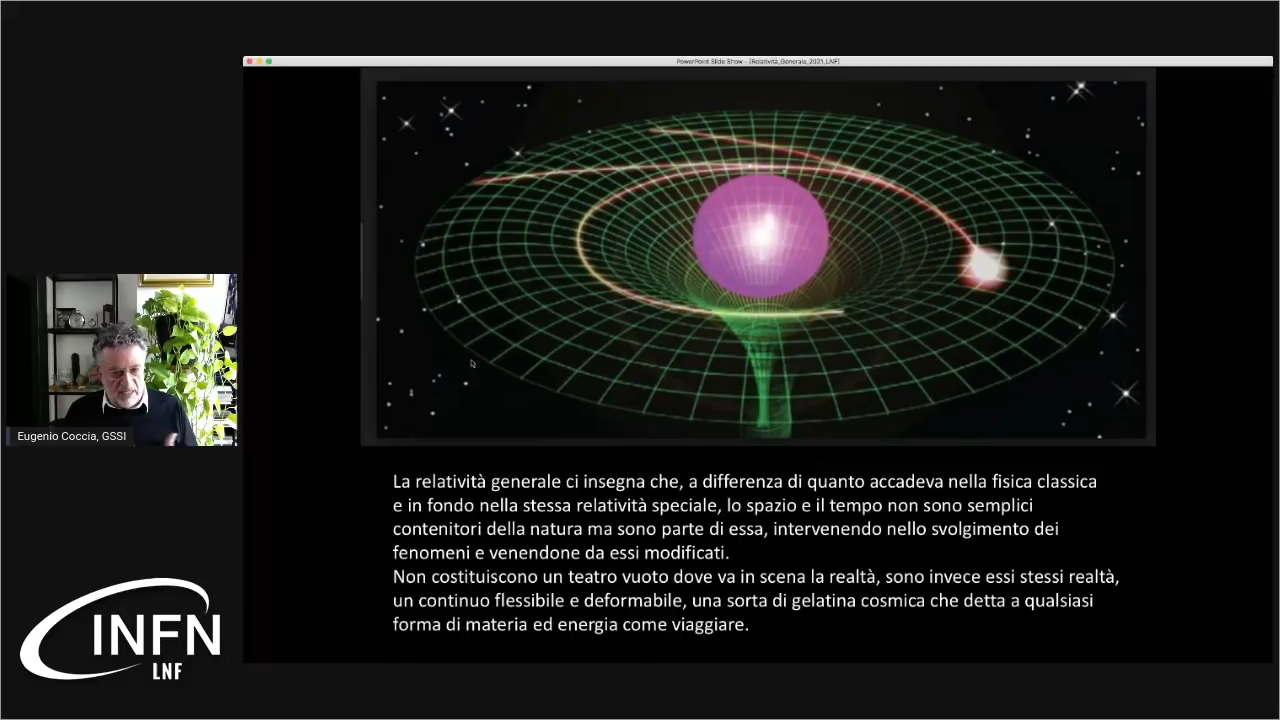 PowerPoint Slide Show - [Relatività_Generale_2021_LNF]
Eugenio Coccia, GSSI
La relatività generale ci insegna che, a differenza di quanto accadeva nella fisica classica
e in fondo nella stessa relatività speciale, lo spazio e il tempo non sono semplici
contenitori della natura ma sono parte di essa, intervenendo nello svolgimento dei
fenomeni e venendone da essi modificati.
Non costituiscono un teatro vuoto dove va in scena la realtà, sono invece essi stessi realtà,
un continuo flessibile e deformabile, una sorta di gelatina cosmica che detta a qualsiasi
forma di materia ed energia come viaggiare.
INFN
LNF